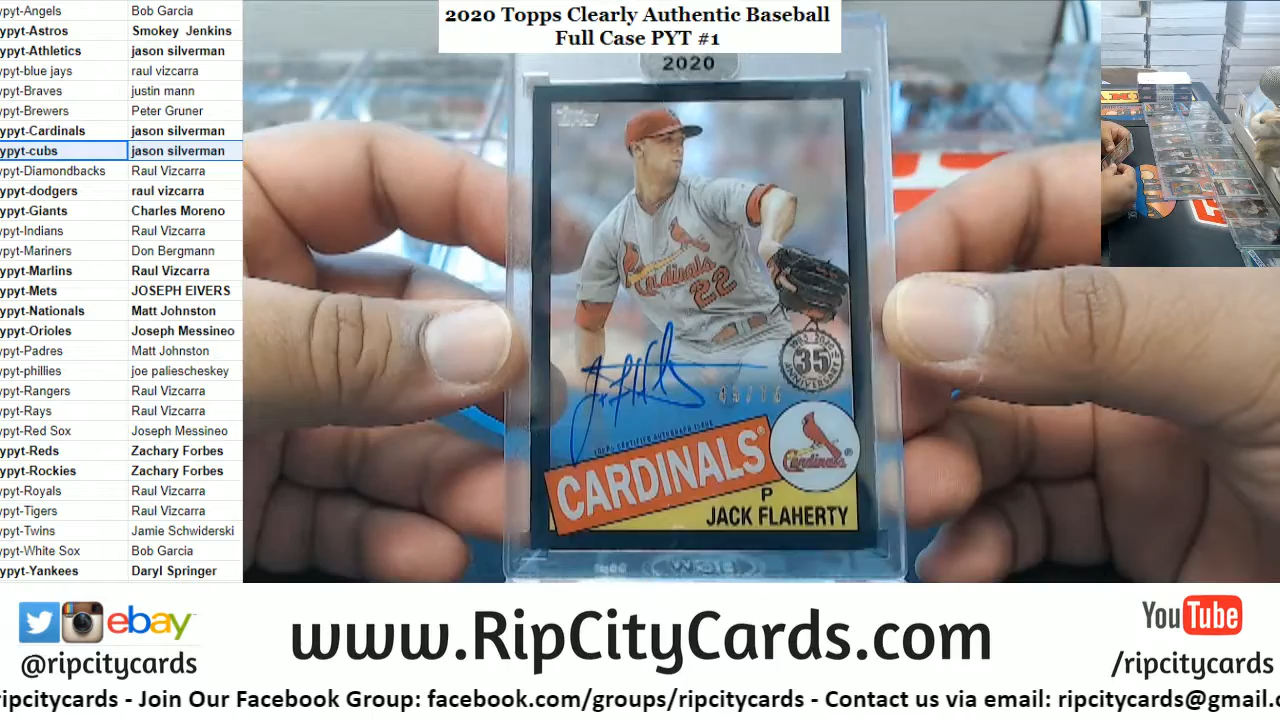 2020 Topps Clearly Authentic Baseball
Full Case PYT #1
ypyt-Angels Bob Garcia
ypyt-Astros Smokey Jenkins
ypyt-Athletics jason silverman
ypyt-blue jays raul vizcarra
ypyt-Braves justin mann
ypyt-Brewers Peter Gruner
ypyt-Cardinals jason silverman
ypyt-cubs jason silverman
ypyt-Diamondbacks Raul Vizcarra
ypyt-dodgers raul vizcarra
ypyt-Giants Charles Moreno
ypyt-Indians Raul Vizcarra
ypyt-Mariners Don Bergmann
ypyt-Marlins Raul Vizcarra
ypyt-Mets JOSEPH EIVERS
ypyt-Nationals Matt Johnston
ypyt-Orioles Joseph Messineo
ypyt-Padres Matt Johnston
ypyt-phillies joe paliescheskey
ypyt-Rangers Raul Vizcarra
ypyt-Rays Raul Vizcarra
ypyt-Red Sox Joseph Messineo
ypyt-Reds Zachary Forbes
ypyt-Rockies Zachary Forbes
ypyt-Royals Raul Vizcarra
ypyt-Tigers Raul Vizcarra
ypyt-Twins Jamie Schwiderski
ypyt-White Sox Bob Garcia
ypyt-Yankees Daryl Springer
2020
Topps
Cardinals
22
35
ANNIVERSARY
TOPPS CERTIFIED AUTOGRAPH ISSUE
CARDINALS®
Cardinals
P
JACK FLAHERTY
ebay
@ripcitycards
www.RipCityCards.com
YouTube
/ripcitycards
ripcitycards - Join Our Facebook Group: facebook.com/groups/ripcitycards - Contact us via email: ripcitycards@gmail.c